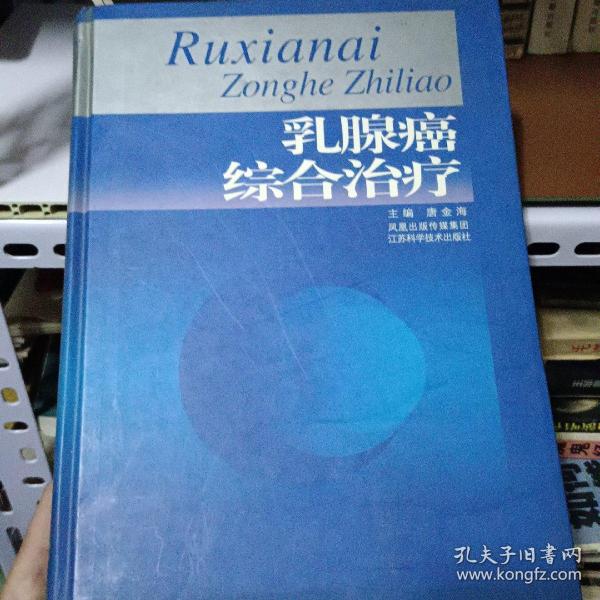 Ruxianai
Zonghe Zhiliao
乳腺癌
综合治疗
主编 唐金海
凤凰出版传媒集团
江苏科学技术出版社
孔夫子旧书网
www.kongfz.com